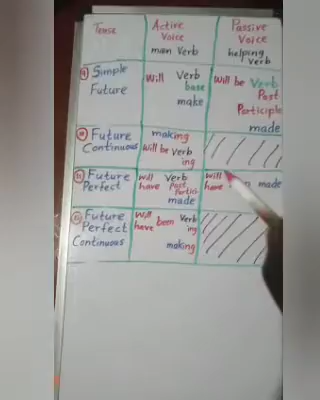 Tense
Active
Voice
man Verb
Passive
Voice
helping
verb
a Simple
Future
Will Verb
base
make
Will be Verb
Past
Participle
made
Future
Continuous
making
Will be Verb
ing
b Future
Perfect
will Verb
have Past
Particip
made
will
have made
c Future
Perfect
Continuous
Will been Verb
have ing
making